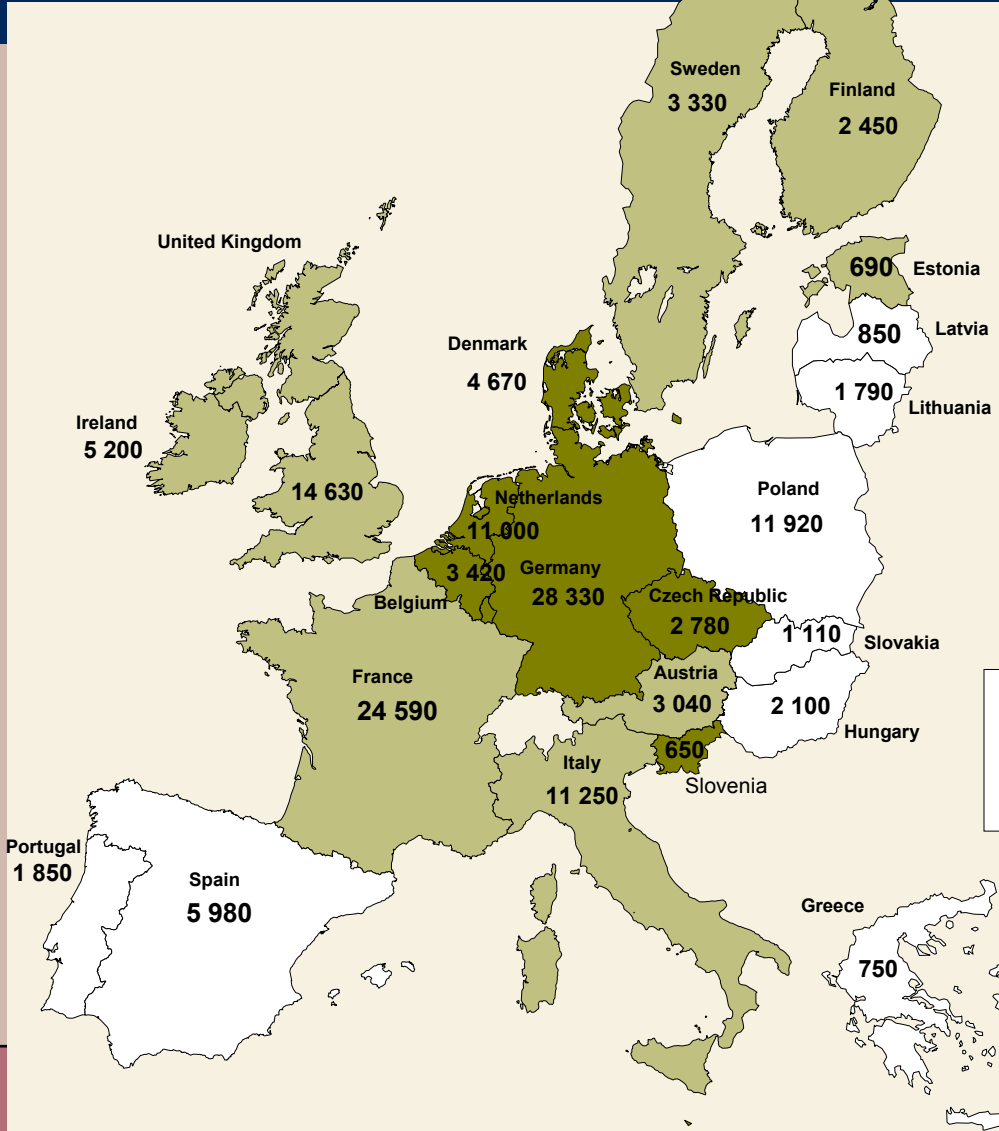 Sweden
3 330
Finland
2 450
United Kingdom
14 630
690
Estonia
850
Latvia
1 790
Lithuania
Denmark
4 670
Ireland
5 200
Netherlands
11 000
Poland
11 920
3 420
Belgium
Germany
28 330
Czech Republic
2 780
1 110
Slovakia
Austria
3 040
France
24 590
2 100
Hungary
650
Slovenia
Italy
11 250
Portugal
1 850
Spain
5 980
Greece
750